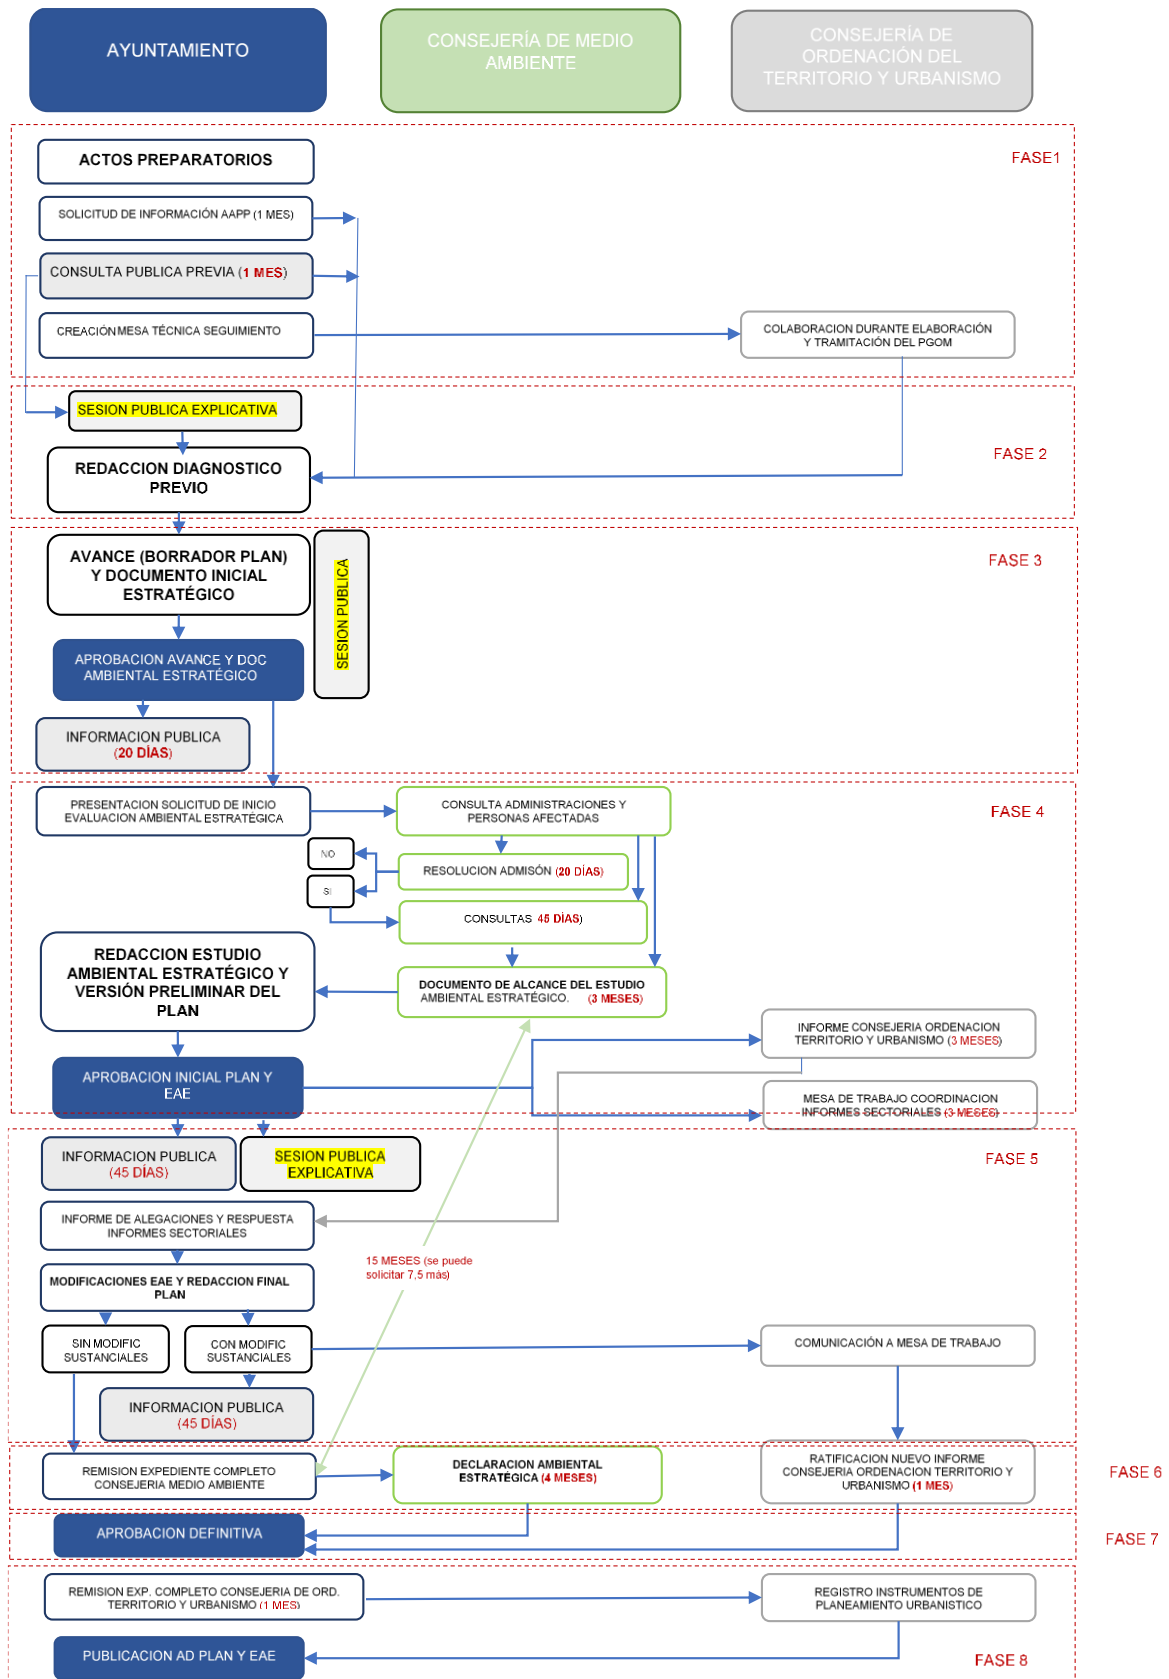 AYUNTAMIENTO
CONSEJERÍA DE MEDIO
AMBIENTE
CONSEJERÍA DE
ORDENACIÓN DEL
TERRITORIO Y URBANISMO
ACTOS PREPARATORIOS
FASE1
SOLICITUD DE INFORMACIÓN AAPP (1 MES)
CONSULTA PUBLICA PREVIA (1 MES)
CREACIÓN MESA TÉCNICA SEGUIMIENTO
COLABORACION DURANTE ELABORACIÓN
Y TRAMITACIÓN DEL PGOM
SESION PUBLICA EXPLICATIVA
REDACCION DIAGNOSTICO
PREVIO
FASE 2
AVANCE (BORRADOR PLAN)
Y DOCUMENTO INICIAL
ESTRATÉGICO
SESION PUBLICA
FASE 3
APROBACION AVANCE Y DOC
AMBIENTAL ESTRATÉGICO
INFORMACION PUBLICA
(20 DÍAS)
PRESENTACION SOLICITUD DE INICIO
EVALUACION AMBIENTAL ESTRATÉGICA
CONSULTA ADMINISTRACIONES Y
PERSONAS AFECTADAS
FASE 4
NO
RESOLUCION ADMISÓN (20 DÍAS)
SI
CONSULTAS 45 DÍAS)
REDACCION ESTUDIO
AMBIENTAL ESTRATÉGICO Y
VERSIÓN PRELIMINAR DEL
PLAN
DOCUMENTO DE ALCANCE DEL ESTUDIO
AMBIENTAL ESTRATÉGICO. (3 MESES)
INFORME CONSEJERIA ORDENACION
TERRITORIO Y URBANISMO (3 MESES)
APROBACION INICIAL PLAN Y
EAE
MESA DE TRABAJO COORDINACION
INFORMES SECTORIALES (3 MESES)
INFORMACION PUBLICA
(45 DÍAS)
SESION PUBLICA
EXPLICATIVA
FASE 5
INFORME DE ALEGACIONES Y RESPUESTA
INFORMES SECTORIALES
15 MESES (se puede
solicitar 7,5 más)
MODIFICACIONES EAE Y REDACCION FINAL
PLAN
SIN MODIFIC
SUSTANCIALES
CON MODIFIC
SUSTANCIALES
COMUNICACIÓN A MESA DE TRABAJO
INFORMACION PUBLICA
(45 DÍAS)
REMISION EXPEDIENTE COMPLETO
CONSEJERIA MEDIO AMBIENTE
DECLARACION AMBIENTAL
ESTRATÉGICA (4 MESES)
RATIFICACION NUEVO INFORME
CONSEJERIA ORDENACION TERRITORIO Y
URBANISMO (1 MES)
FASE 6
APROBACION DEFINITIVA
FASE 7
REMISION EXP. COMPLETO CONSEJERIA DE ORD.
TERRITORIO Y URBANISMO (1 MES)
REGISTRO INSTRUMENTOS DE
PLANEAMIENTO URBANISTICO
PUBLICACION AD PLAN Y EAE
FASE 8